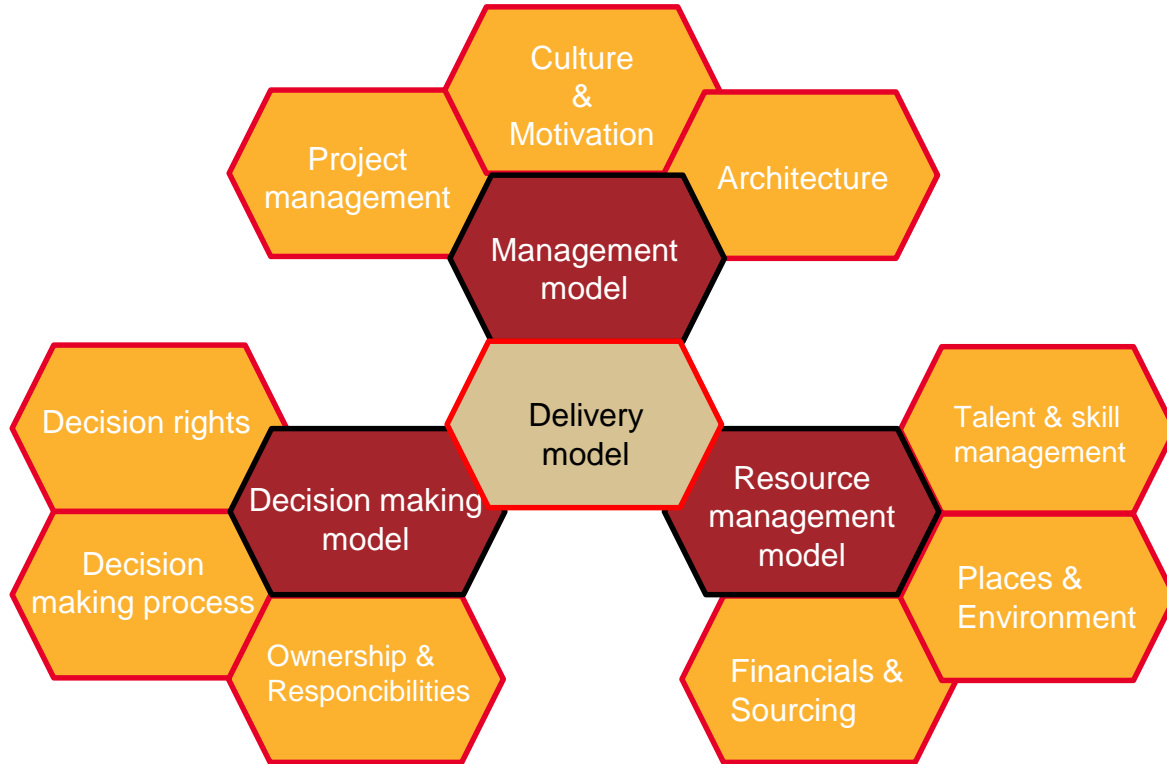 Culture
&
Motivation
Project
management
Architecture
Management
model
Delivery
model
Decision rights
Decision making
model
Decision
making process
Ownership &
Responcibilities
Resource
management
model
Talent & skill
management
Places &
Environment
Financials &
Sourcing